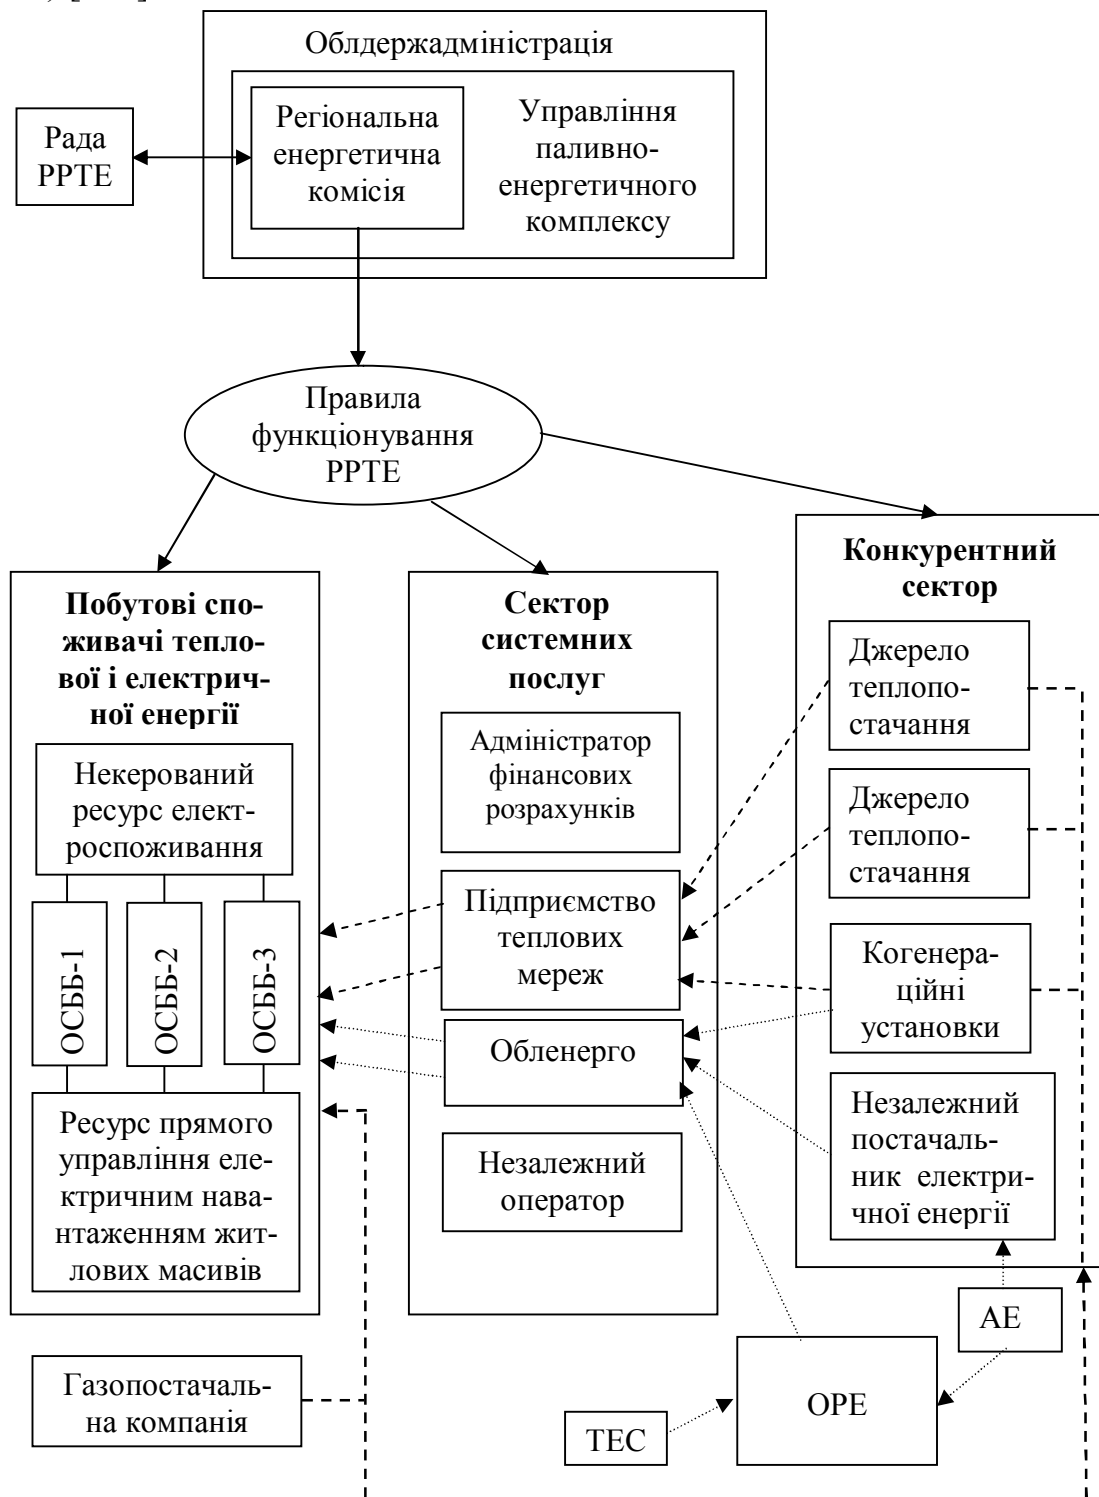 Облдержадміністрація
Рада
РРТЕ
Регіональна
енергетична
комісія
Управління
паливно-
енергетичного
комплексу
Правила
функціонування
РРТЕ
Побутові спо-
живачі тепло-
вої і електрич-
ної енергії
Некерований
ресурс елект-
роспоживання
ОСББ-1
ОСББ-2
ОСББ-3
Ресурс прямого
управління еле-
ктричним нава-
нтаженням жит-
лових масивів
Сектор
системних
послуг
Адміністратор
фінансових
розрахунків
Підприємство
теплових
мереж
Обленерго
Незалежний
оператор
Конкурентний
сектор
Джерело
теплопо-
стачання
Джерело
теплопо-
стачання
Когенера-
ційні
установки
Незалежний
постачаль-
ник електри-
чної енергії
Газопостачаль-
на компанія
ТЕС
ОРЕ
АЕ